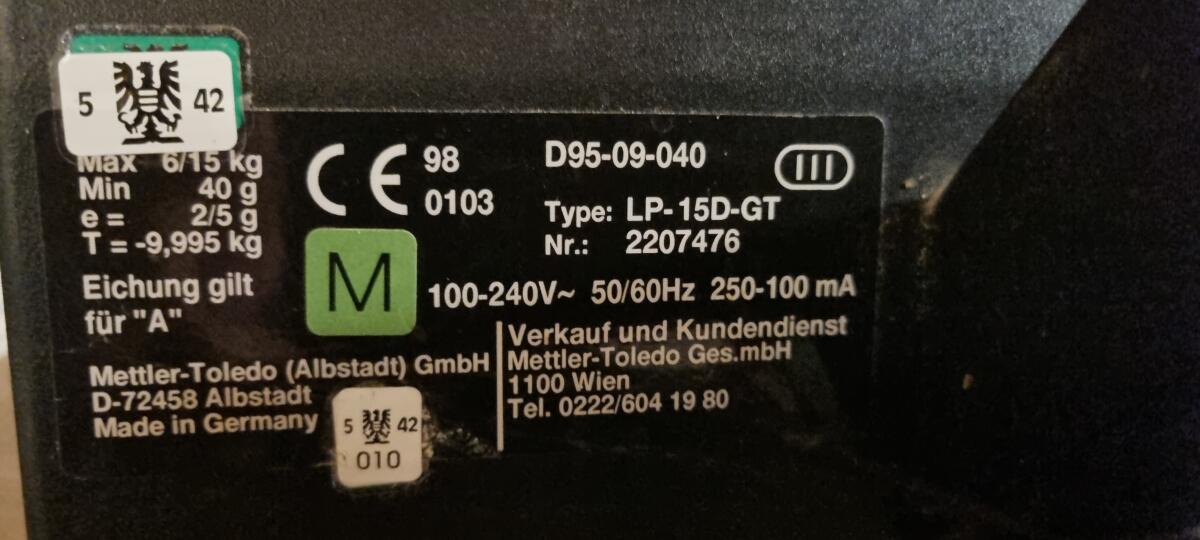 5 42
Max 6/15 kg
Min 40 g
e = 2/5 g
T = -9,995 kg
Eichung gilt
für "A"
CE 98
0103
M
D95-09-040
III
Type: LP-15D-GT
Nr.: 2207476
100-240V~ 50/60Hz 250-100 mA
Mettler-Toledo (Albstadt) GmbH
D-72458 Albstadt
Made in Germany
5 42
010
Verkauf und Kundendienst
Mettler-Toledo Ges.mbH
1100 Wien
Tel. 0222/604 19 80